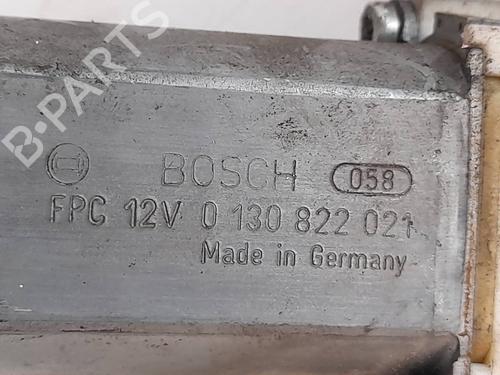 BOSCH 058
FPC 12V 0 130 822 021
Made in Germany
B-PARTS